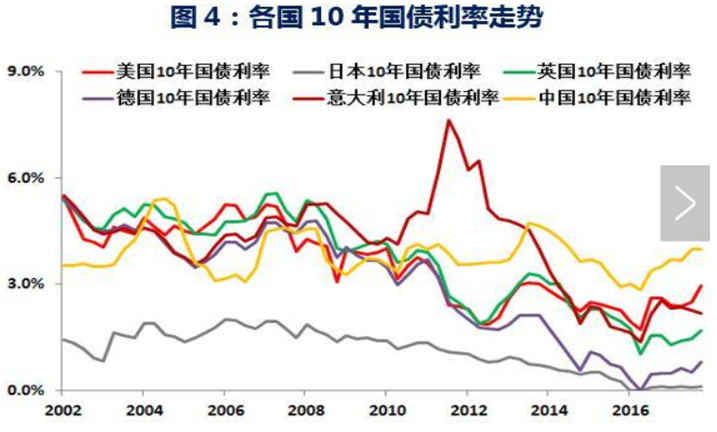 图 4：各国 10 年国债利率走势
9.0%
美国10年国债利率 日本10年国债利率 英国10年国债利率
德国10年国债利率 意大利10年国债利率 中国10年国债利率
6.0%
3.0%
0.0%
2002 2004 2006 2008 2010 2012 2014 2016